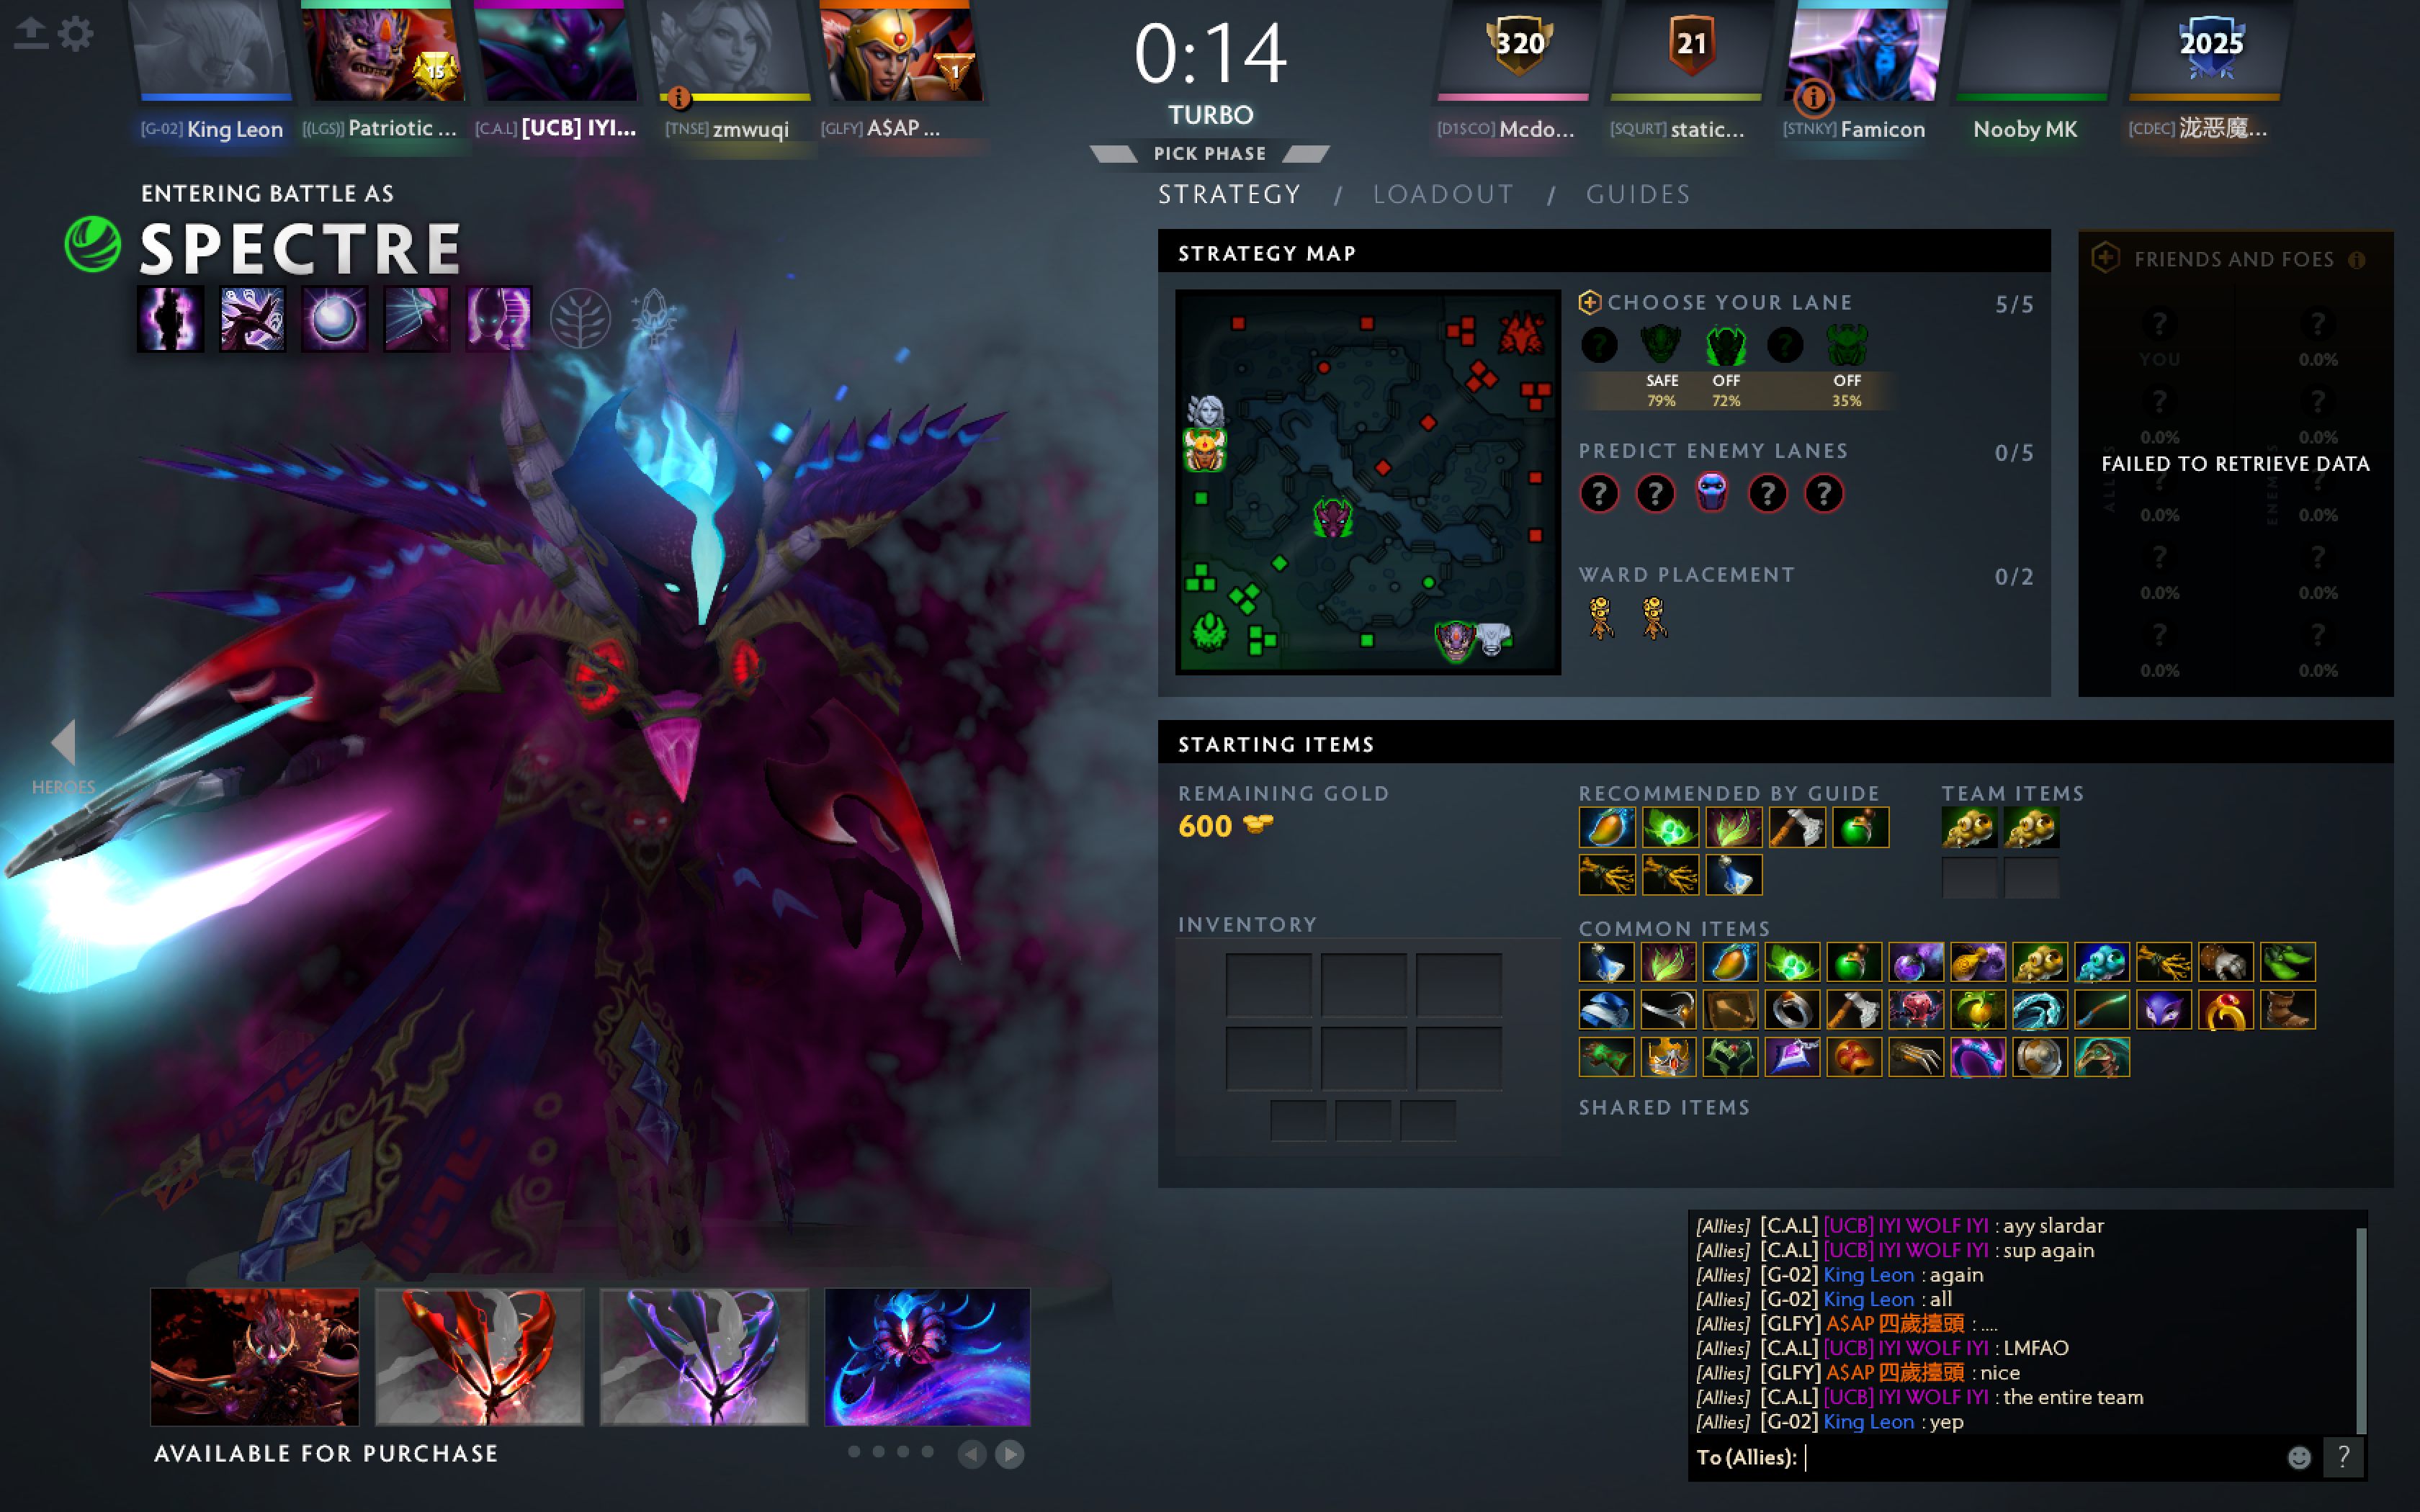 0:14
TURBO
PICK PHASE
15
1
320
21
2025
[G-02] King Leon
[(LGS)] Patriotic ...
[C.A.L] [UCB] IYI...
[TNSE] zmwuqi
[GLFY] A$AP ...
[D1$CO] Mcdo...
[SQURT] static...
[STNKY] Famicon
Nooby MK
[CDEC] 泷恶魔...
ENTERING BATTLE AS
SPECTRE
STRATEGY / LOADOUT / GUIDES
STRATEGY MAP
CHOOSE YOUR LANE 5/5
? ?
SAFE OFF OFF
79% 72% 35%
PREDICT ENEMY LANES 0/5
? ? ? ?
WARD PLACEMENT 0/2
FRIENDS AND FOES
? ?
YOU 0.0%
? ?
0.0% 0.0%
FAILED TO RETRIEVE DATA
ALLIES
ENEMIES
? ?
0.0% 0.0%
? ?
0.0% 0.0%
? ?
0.0% 0.0%
HEROES
STARTING ITEMS
REMAINING GOLD
600
RECOMMENDED BY GUIDE
TEAM ITEMS
INVENTORY
COMMON ITEMS
SHARED ITEMS
AVAILABLE FOR PURCHASE
[Allies] [C.A.L] [UCB] IYI WOLF IYI : ayy slardar
[Allies] [C.A.L] [UCB] IYI WOLF IYI : sup again
[Allies] [G-02] King Leon : again
[Allies] [G-02] King Leon : all
[Allies] [GLFY] A$AP 四歲擡頭 : ....
[Allies] [C.A.L] [UCB] IYI WOLF IYI : LMFAO
[Allies] [GLFY] A$AP 四歲擡頭 : nice
[Allies] [C.A.L] [UCB] IYI WOLF IYI : the entire team
[Allies] [G-02] King Leon : yep
To (Allies):
?